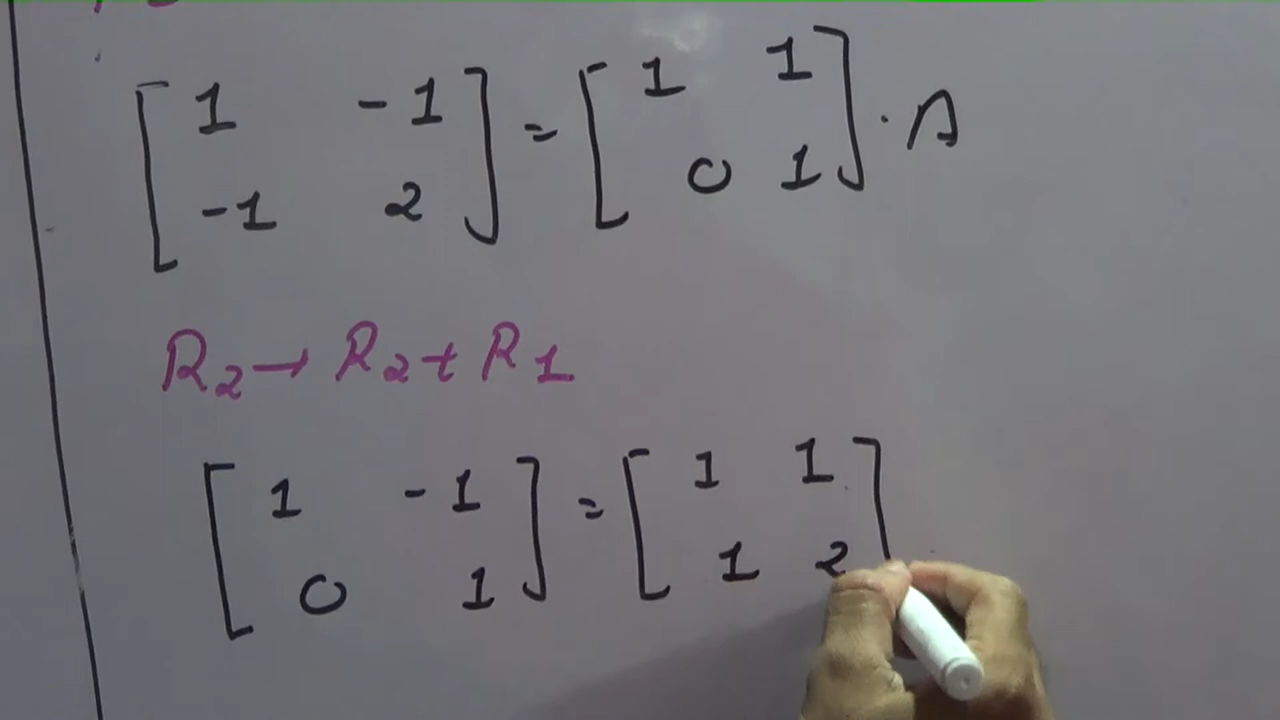 [1 -1] = [1 1] . A
[-1 2] [0 1]
R2 → R2 + R1
[1 -1] = [1 1]
[0 1] [1 2]